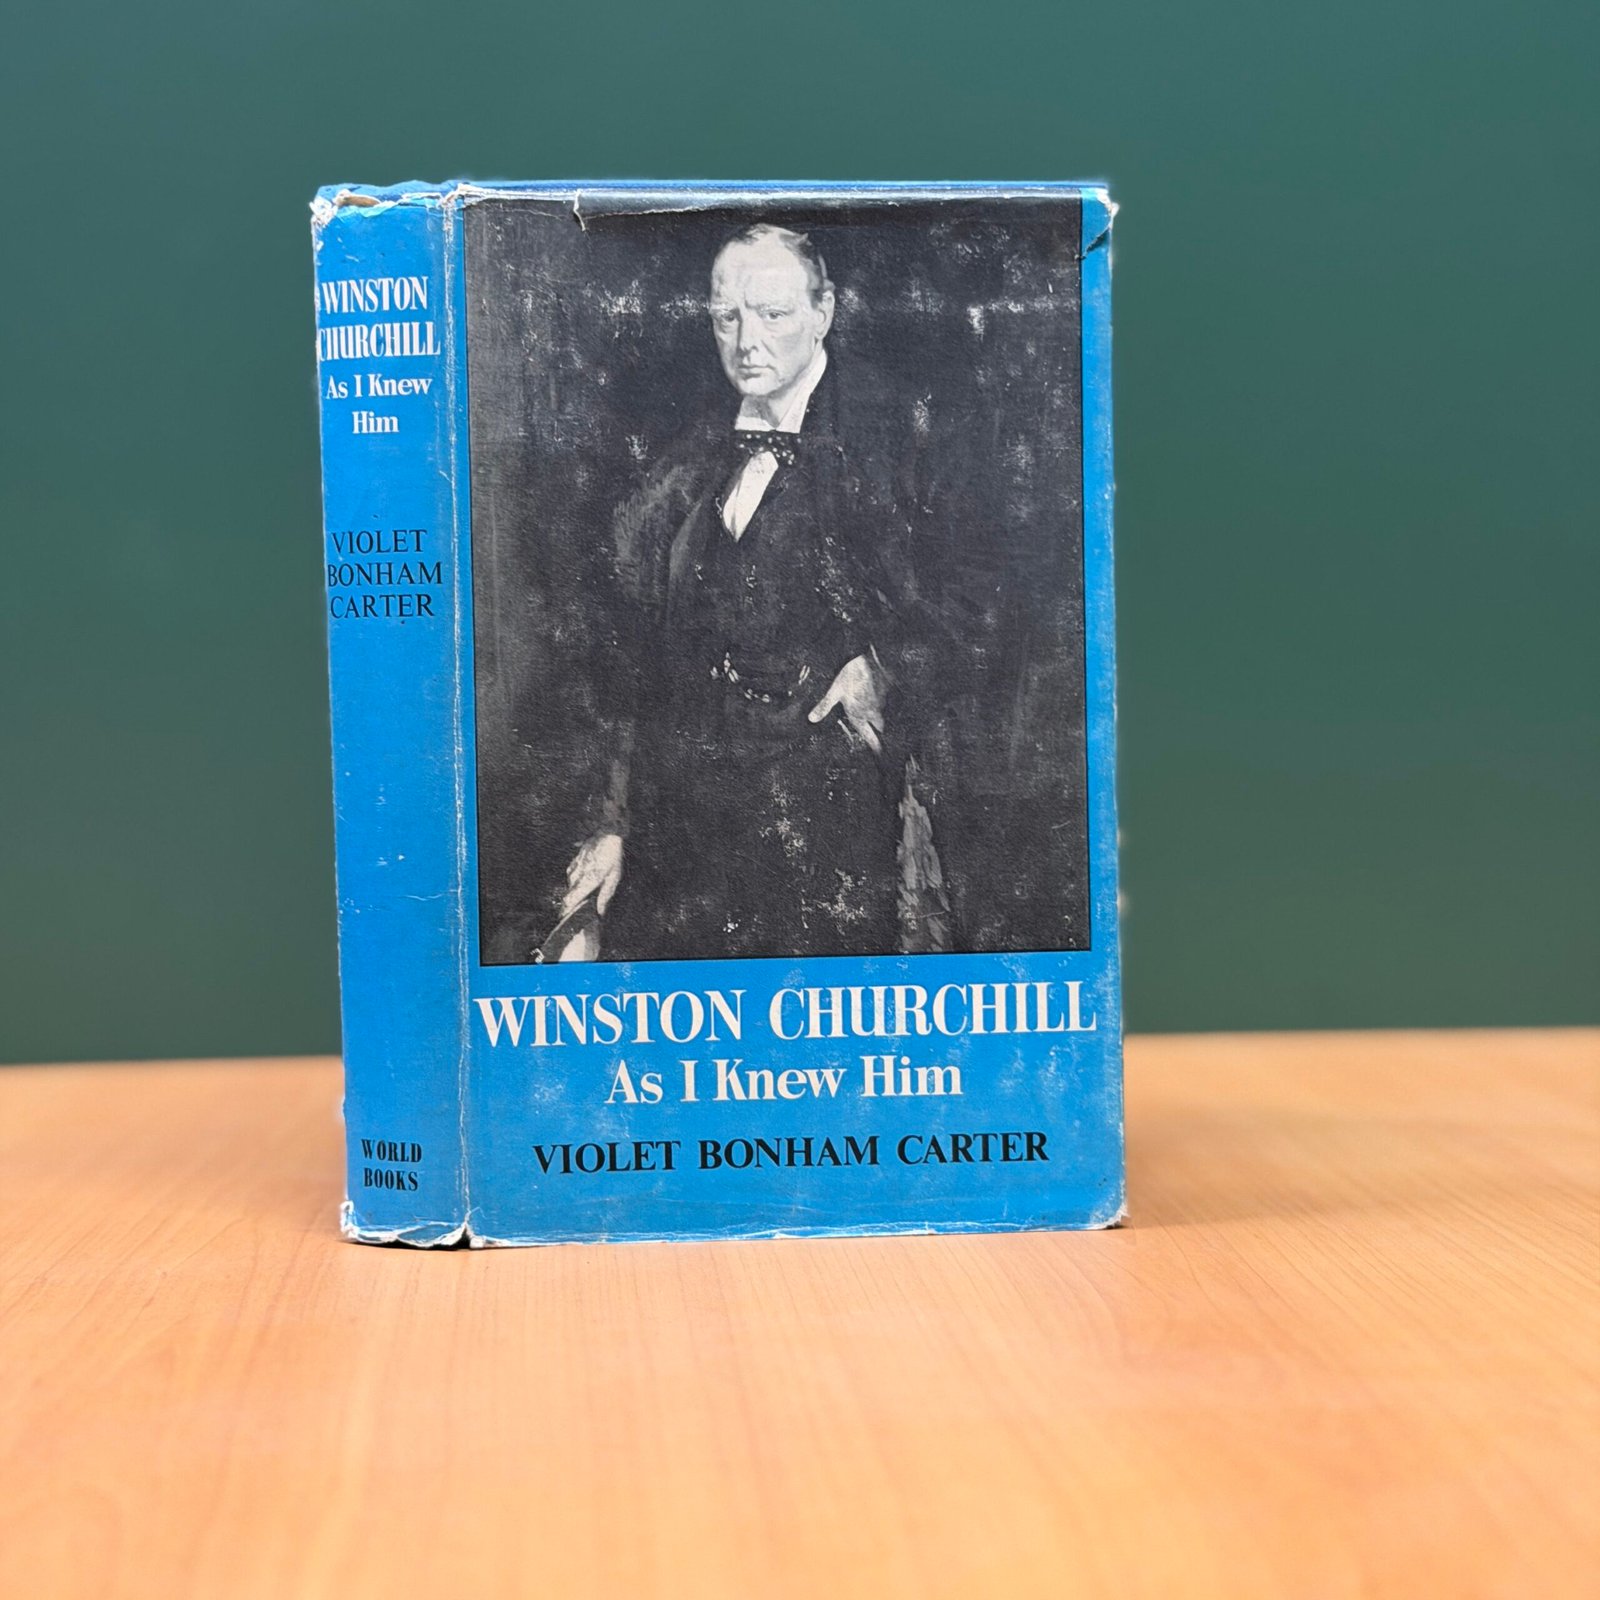 WINSTON
CHURCHILL
As I Knew
Him
VIOLET
BONHAM
CARTER
WORLD
BOOKS
WINSTON CHURCHILL
As I Knew Him
VIOLET BONHAM CARTER